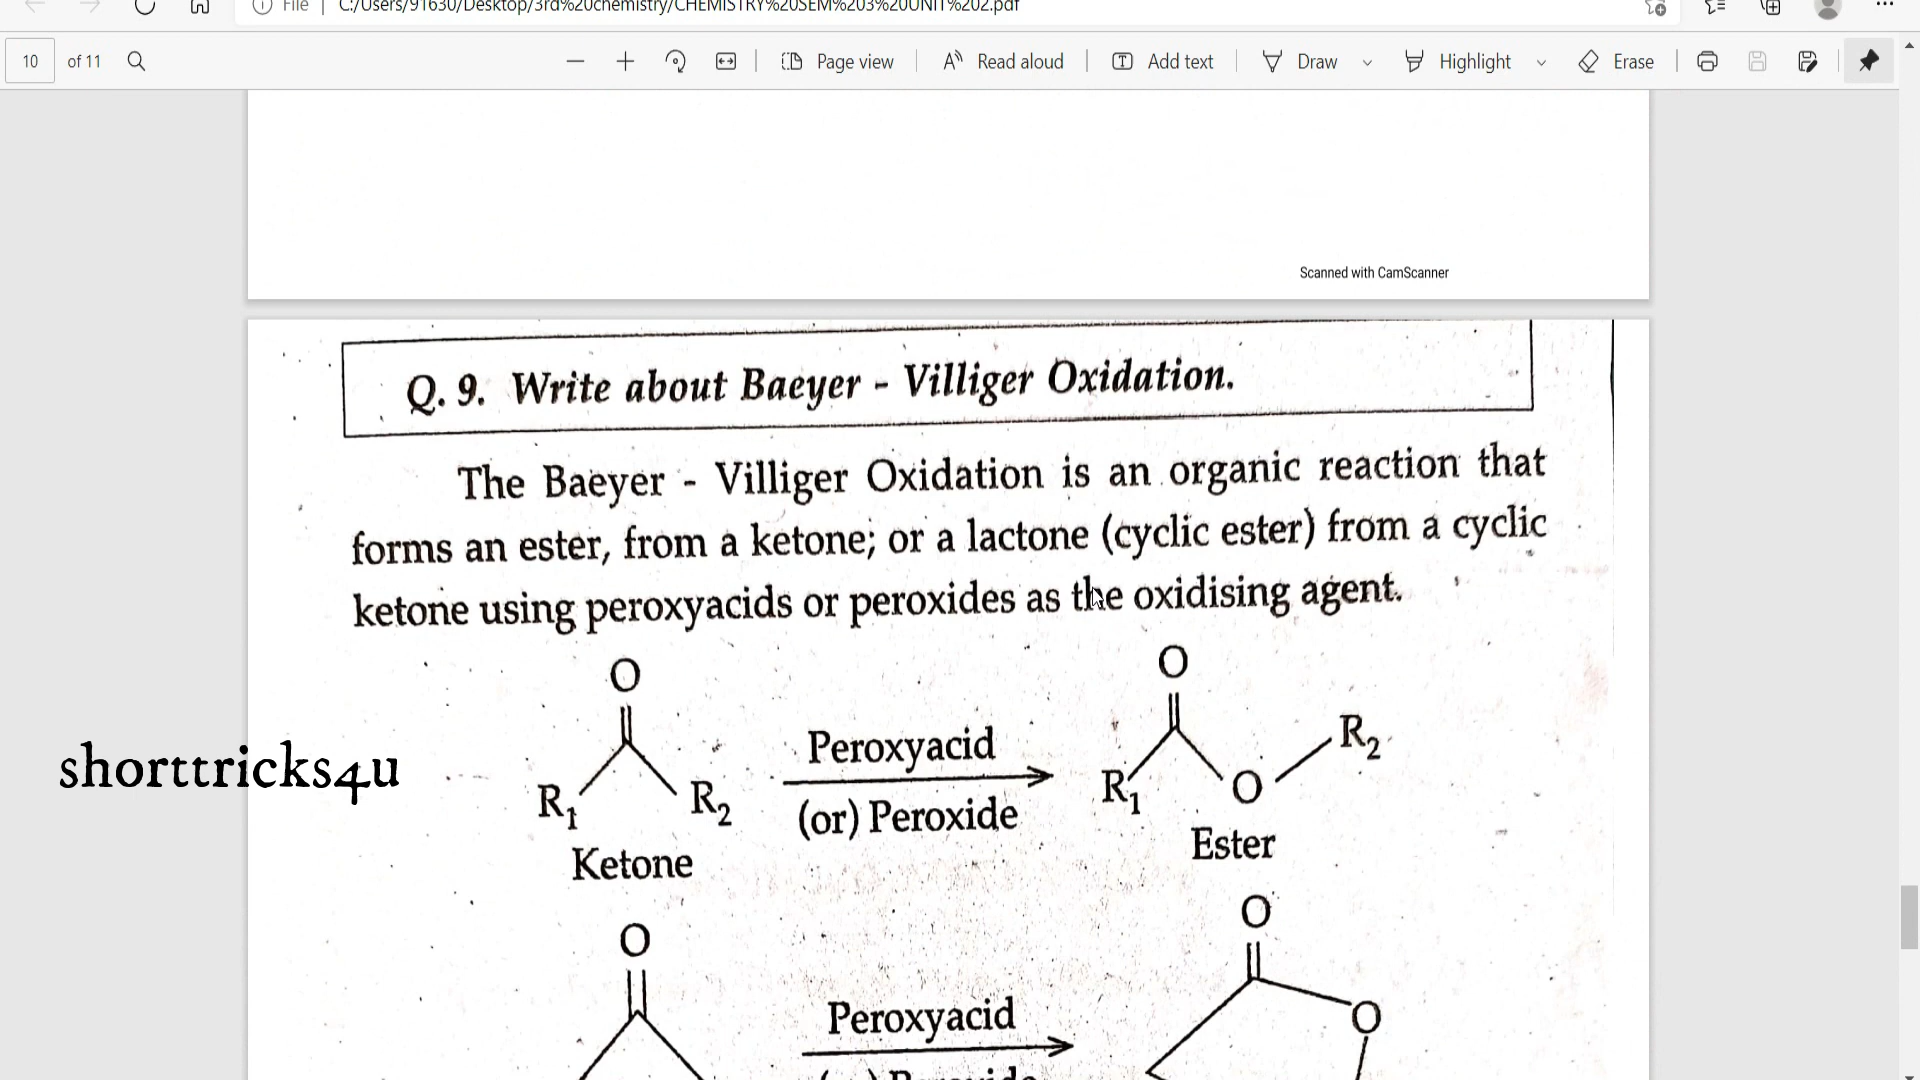 File | C:/Users/91630/Desktop/3rd%20chemistry/CHEMISTRY%20SEM%203%20UNIT%202.pdf
10 of 11 Page view Read aloud Add text Draw Highlight Erase
Scanned with CamScanner
Q. 9. Write about Baeyer - Villiger Oxidation.
The Baeyer - Villiger Oxidation is an organic reaction that
forms an ester, from a ketone; or a lactone (cyclic ester) from a cyclic
ketone using peroxyacids or peroxides as the oxidising agent.
O O
Peroxyacid R2
shorttricks4u
R1 R2 (or) Peroxide R1 O
Ketone Ester
O O
Peroxyacid O
(or) Peroxide